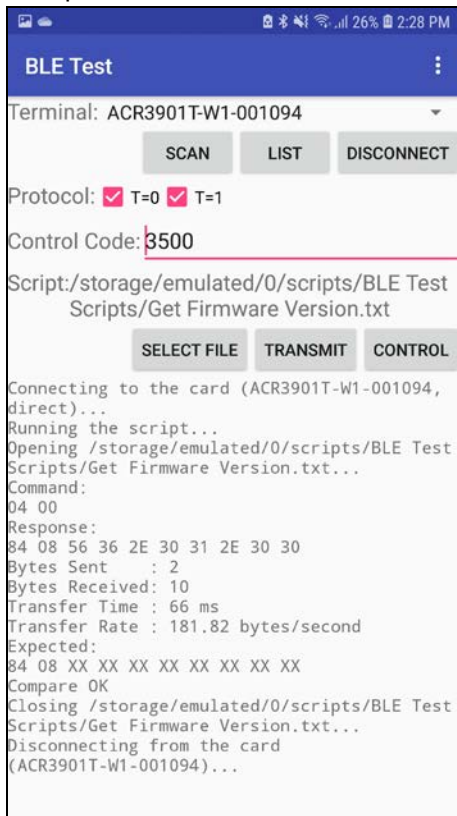 26% 2:28 PM
BLE Test
Terminal: ACR3901T-W1-001094
SCAN LIST DISCONNECT
Protocol: T=0 T=1
Control Code: 3500
Script:/storage/emulated/0/scripts/BLE Test
Scripts/Get Firmware Version.txt
SELECT FILE TRANSMIT CONTROL
Connecting to the card (ACR3901T-W1-001094,
direct)...
Running the script...
Opening /storage/emulated/0/scripts/BLE Test
Scripts/Get Firmware Version.txt...
Command:
04 00
Response:
84 08 56 36 2E 30 31 2E 30 30
Bytes Sent : 2
Bytes Received: 10
Transfer Time : 66 ms
Transfer Rate : 181.82 bytes/second
Expected:
84 08 XX XX XX XX XX XX XX XX
Compare OK
Closing /storage/emulated/0/scripts/BLE Test
Scripts/Get Firmware Version.txt...
Disconnecting from the card
(ACR3901T-W1-001094)...